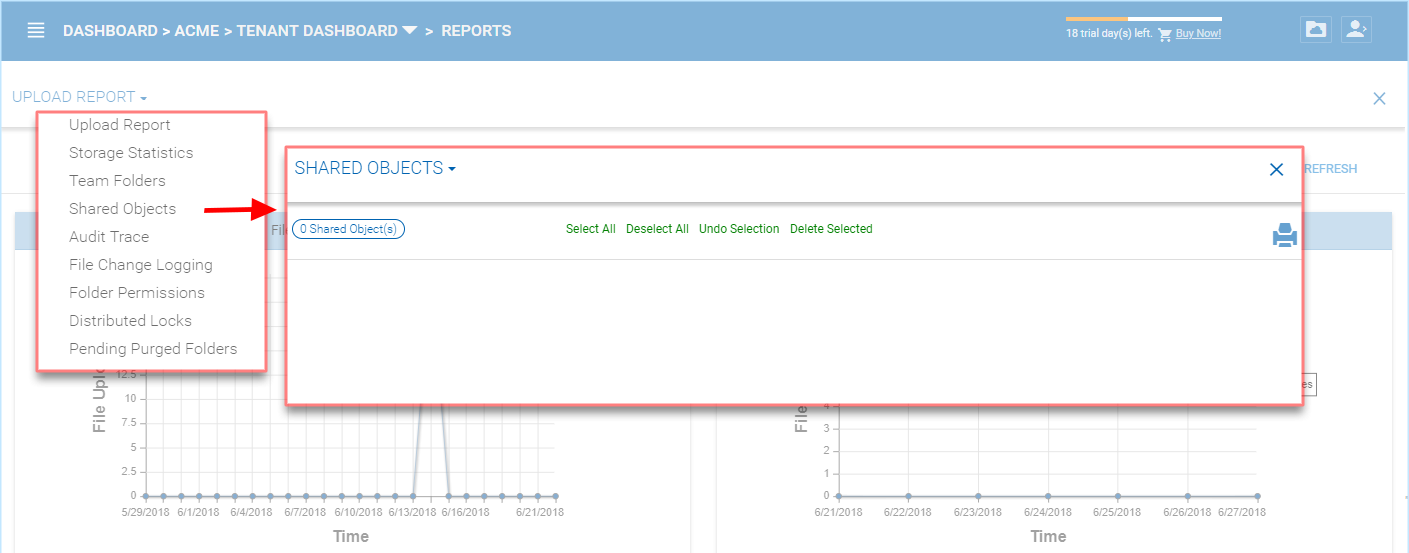 DASHBOARD > ACME > TENANT DASHBOARD > REPORTS
18 trial day(s) left. Buy Now!
UPLOAD REPORT
Upload Report
Storage Statistics
Team Folders
Shared Objects
Audit Trace
File Change Logging
Folder Permissions
Distributed Locks
Pending Purged Folders
SHARED OBJECTS
REFRESH
0 Shared Object(s)
Select All Deselect All Undo Selection Delete Selected
12.5
10
7.5
5
2.5
0
5/29/2018 6/1/2018 6/4/2018 6/7/2018 6/10/2018 6/13/2018 6/16/2018 6/21/2018
Time
4
3
2
1
0
File
6/21/2018 6/22/2018 6/23/2018 6/24/2018 6/25/2018 6/26/2018 6/27/2018
Time